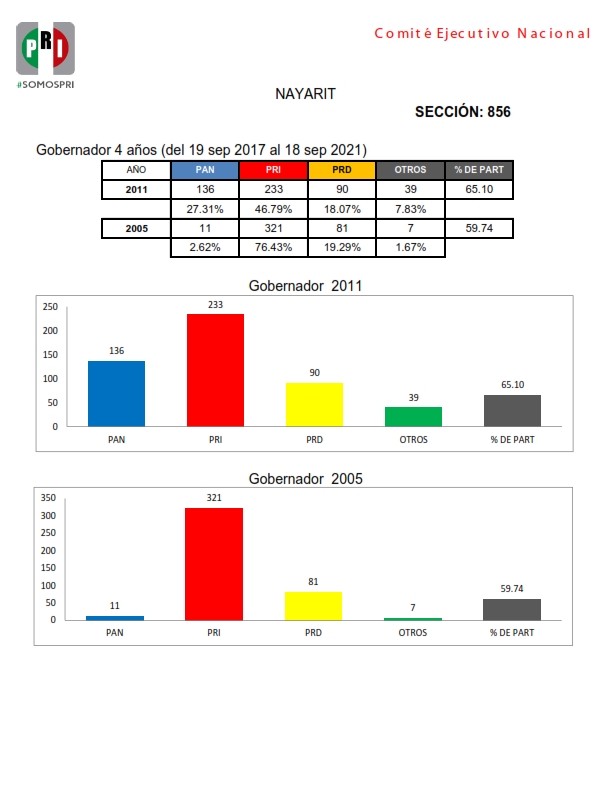 Comité Ejecutivo Nacional
PRI
#SOMOSPRI
NAYARIT
SECCIÓN: 856
Gobernador 4 años (del 19 sep 2017 al 18 sep 2021)
AÑO PAN PRI PRD OTROS % DE PART
2011 136 233 90 39 65.10
27.31% 46.79% 18.07% 7.83%
2005 11 321 81 7 59.74
2.62% 76.43% 19.29% 1.67%
Gobernador 2011
250
200
150
100
50
0
136
233
90
39
65.10
PAN PRI PRD OTROS % DE PART
Gobernador 2005
350
300
250
200
150
100
50
0
11
321
81
7
59.74
PAN PRI PRD OTROS % DE PART